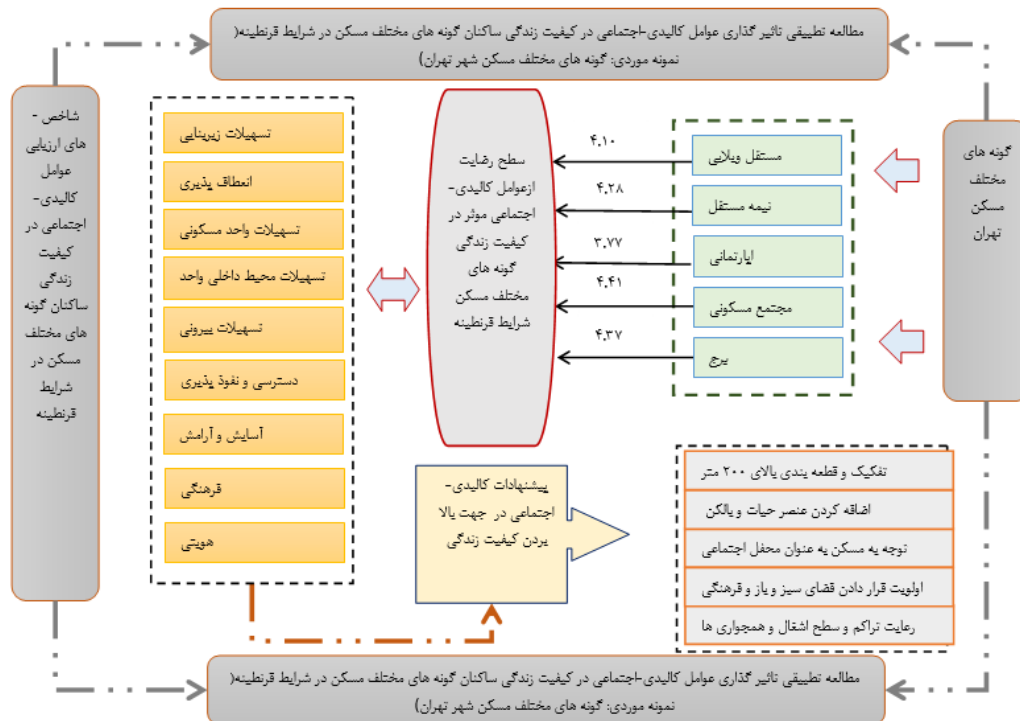 مطالعه تطبیقی تاثیر گذاری عوامل کالبدی-اجتماعی در کیفیت زندگی ساکنان گونه های مختلف مسکن در شرایط قرنطینه(
نمونه موردی: گونه های مختلف مسکن شهر تهران)
گونه های
مختلف
مسکن
تهران
مستقل ویلایی
نیمه مستقل
اپارتمانی
مجتمع مسکونی
برج
۴.۱۰
۴.۲۸
۳.۷۷
۴.۴۱
۴.۳۷
سطح رضایت
ازعوامل کالبدی-
اجتماعی موثر در
کیفیت زندگی
گونه های
مختلف مسکن
شرایط قرنطینه
تسهیلات زیربنایی
انعطاف پذیری
تسهیلات واحد مسکونی
تسهیلات محیط داخلی واحد
تسهیلات بیرونی
دسترسی و نفوذ پذیری
آسایش و آرامش
فرهنگی
هویتی
شاخص -
های ارزیابی
عوامل
کالبدی-
اجتماعی در
کیفیت
زندگی
ساکنان گونه
های مختلف
مسکن در
شرایط
قرنطینه
پیشنهادات کالبدی-
اجتماعی در جهت بالا
بردن کیفیت زندگی
تفکیک و قطعه بندی بالای ۲۰۰ متر
اضافه کردن عنصر حیات و بالکن
توجه به مسکن به عنوان محفل اجتماعی
اولویت قرار دادن فضای سبز و باز و فرهنگی
رعایت تراکم و سطح اشغال و همجواری ها
مطالعه تطبیقی تاثیر گذاری عوامل کالبدی-اجتماعی در کیفیت زندگی ساکنان گونه های مختلف مسکن در شرایط قرنطینه(
نمونه موردی: گونه های مختلف مسکن شهر تهران)